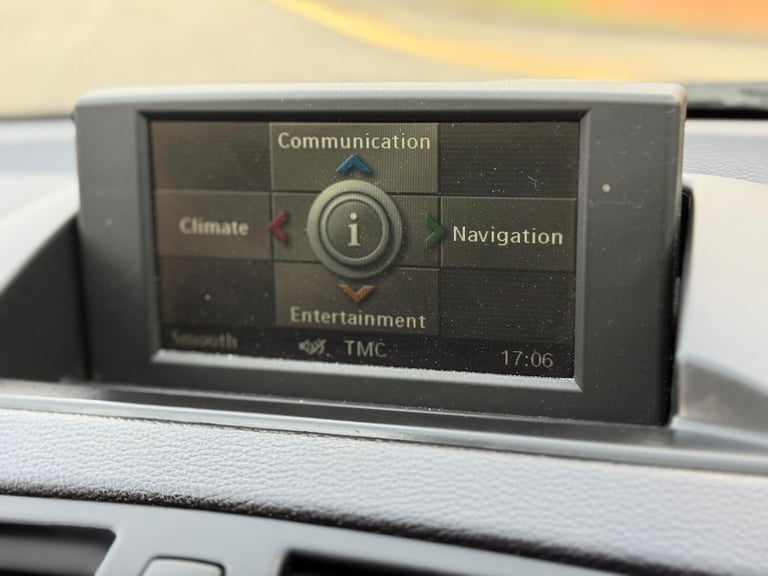 Communication
Climate
i
Navigation
Entertainment
Smooth
TMC
17:06